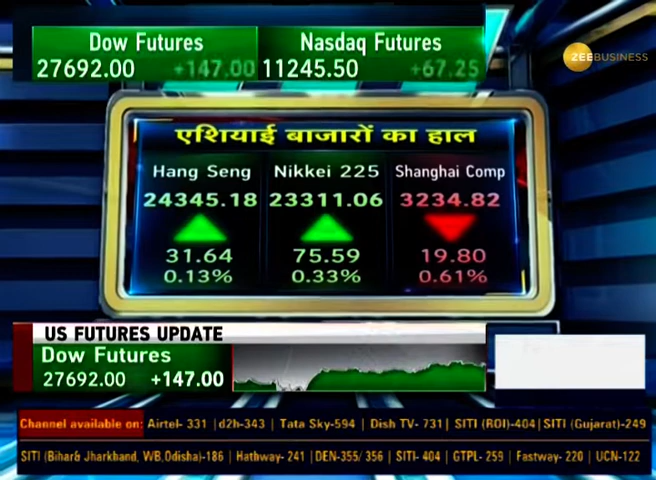 Dow Futures
27692.00 +147.00
Nasdaq Futures
11245.50 +67.25
ZEEBUSINESS
एशियाई बाजारों का हाल
Hang Seng Nikkei 225 Shanghai Comp
24345.18 23311.06 3234.82
31.64 75.59 19.80
0.13% 0.33% 0.61%
US FUTURES UPDATE
Dow Futures
27692.00 +147.00
Channel available on: Airtel- 331 |d2h-343 | Tata Sky-594 | Dish TV- 731| SITI (ROI)-404| SITI (Gujarat)-249
SITI (Bihar& Jharkhand, WB,Odisha)-186 | Hathway- 241 |DEN-355/ 356 | SITI- 404 | GTPL- 259 | Fastway- 220 | UCN-122